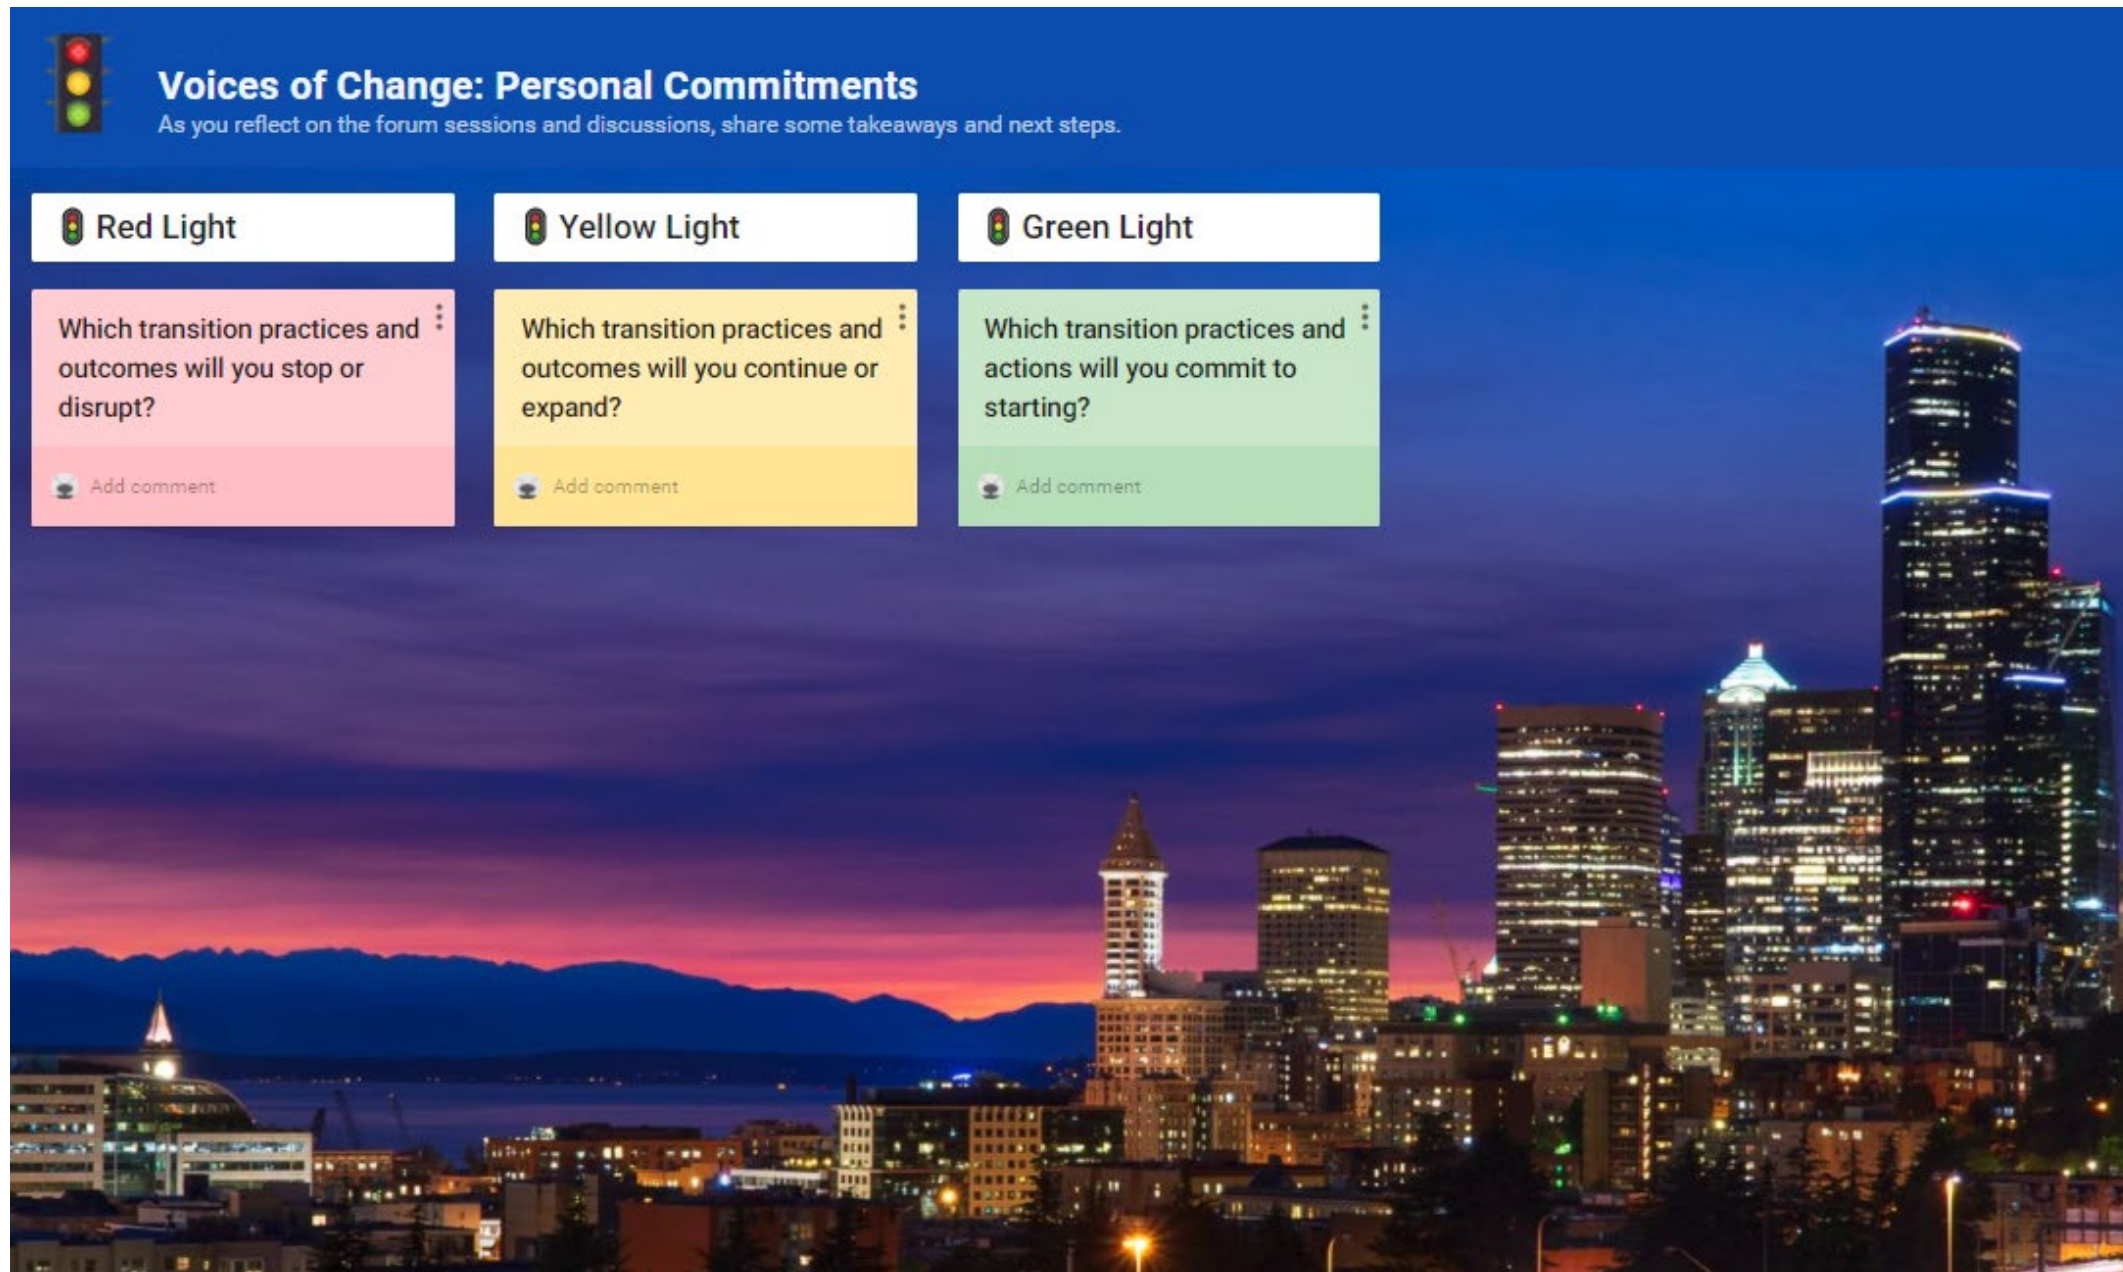 Voices of Change: Personal Commitments
As you reflect on the forum sessions and discussions, share some takeaways and next steps.
Red Light
Which transition practices and
outcomes will you stop or
disrupt?
Add comment
Yellow Light
Which transition practices and
outcomes will you continue or
expand?
Add comment
Green Light
Which transition practices and
actions will you commit to
starting?
Add comment